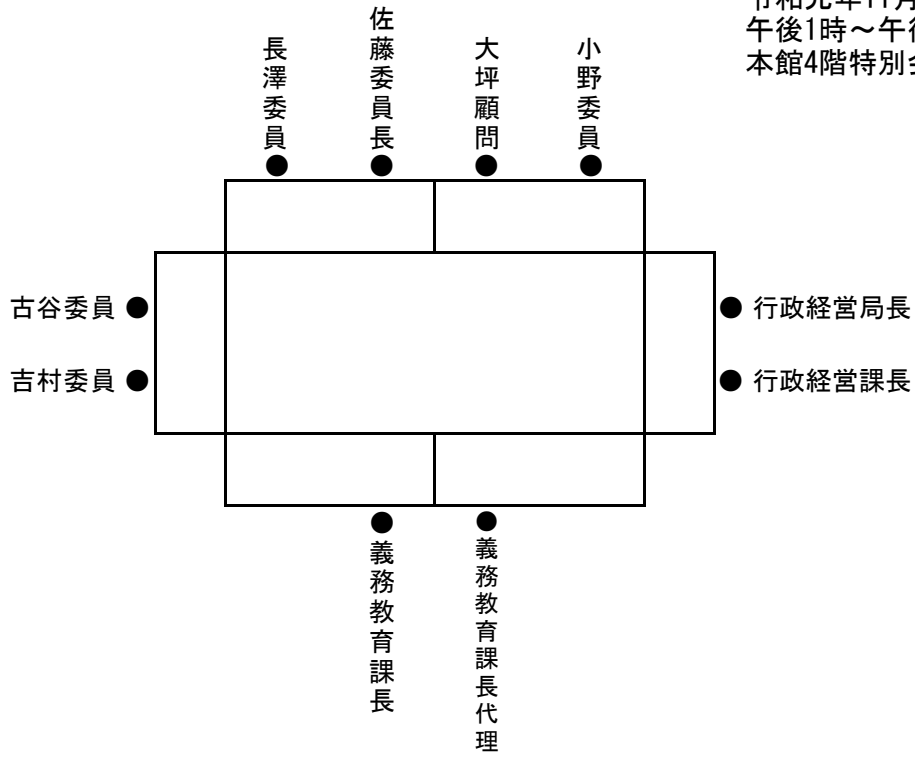 令和元年11月
午後1時～午後
本館4階特別会
長澤委員
佐藤委員長
大坪顧問
小野委員
古谷委員
吉村委員
行政経営局長
行政経営課長
義務教育課長
義務教育課長代理